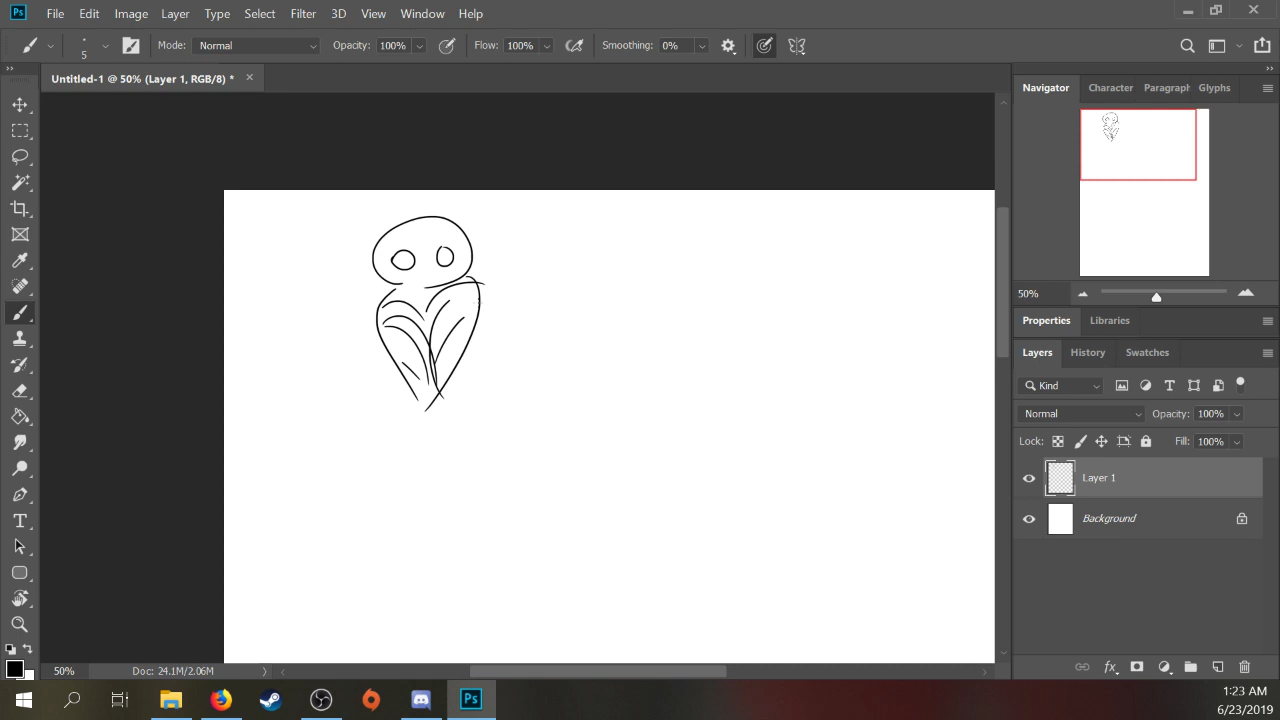 Ps File Edit Image Layer Type Select Filter 3D View Window Help
5 Mode: Normal Opacity: 100% Flow: 100% Smoothing: 0%
Untitled-1 @ 50% (Layer 1, RGB/8) *
Navigator Character Paragraph Glyphs
50%
Properties Libraries
Layers History Swatches
Kind
Normal Opacity: 100%
Lock: Fill: 100%
Layer 1
Background
50% Doc: 24.1M/2.06M
Ps
1:23 AM
6/23/2019